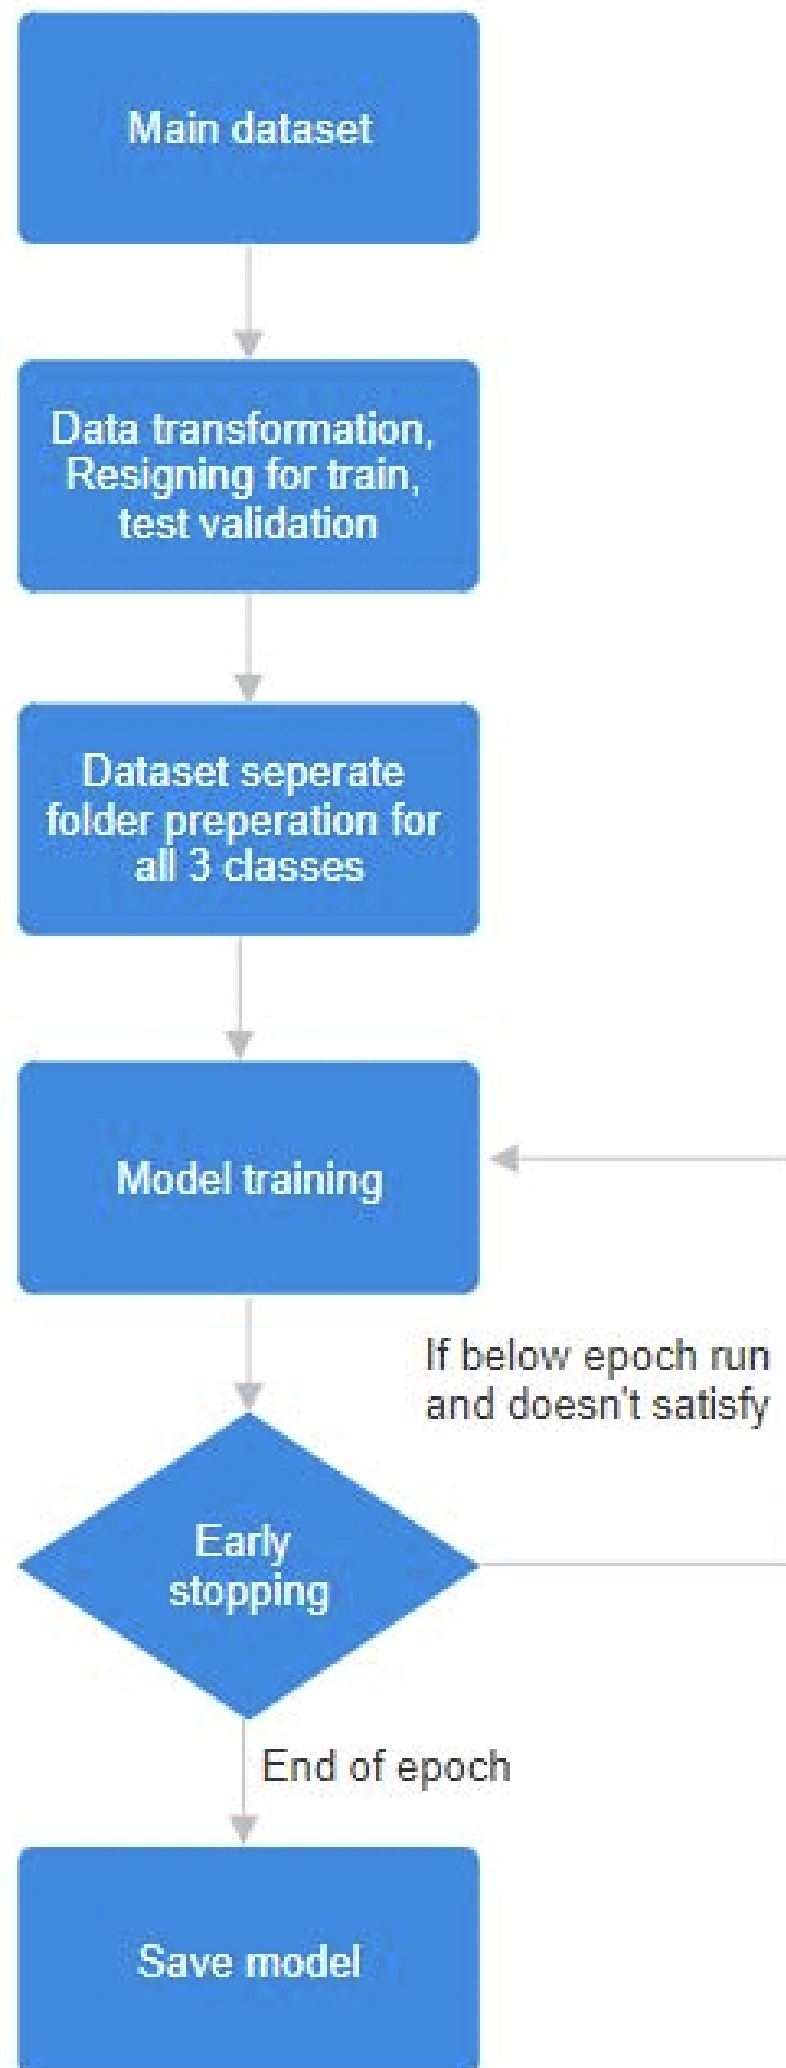 Main dataset
Data transformation,
Resigning for train,
test validation
Dataset seperate
folder preperation for
all 3 classes
Model training
If below epoch run
and doesn't satisfy
Early
stopping
End of epoch
Save model